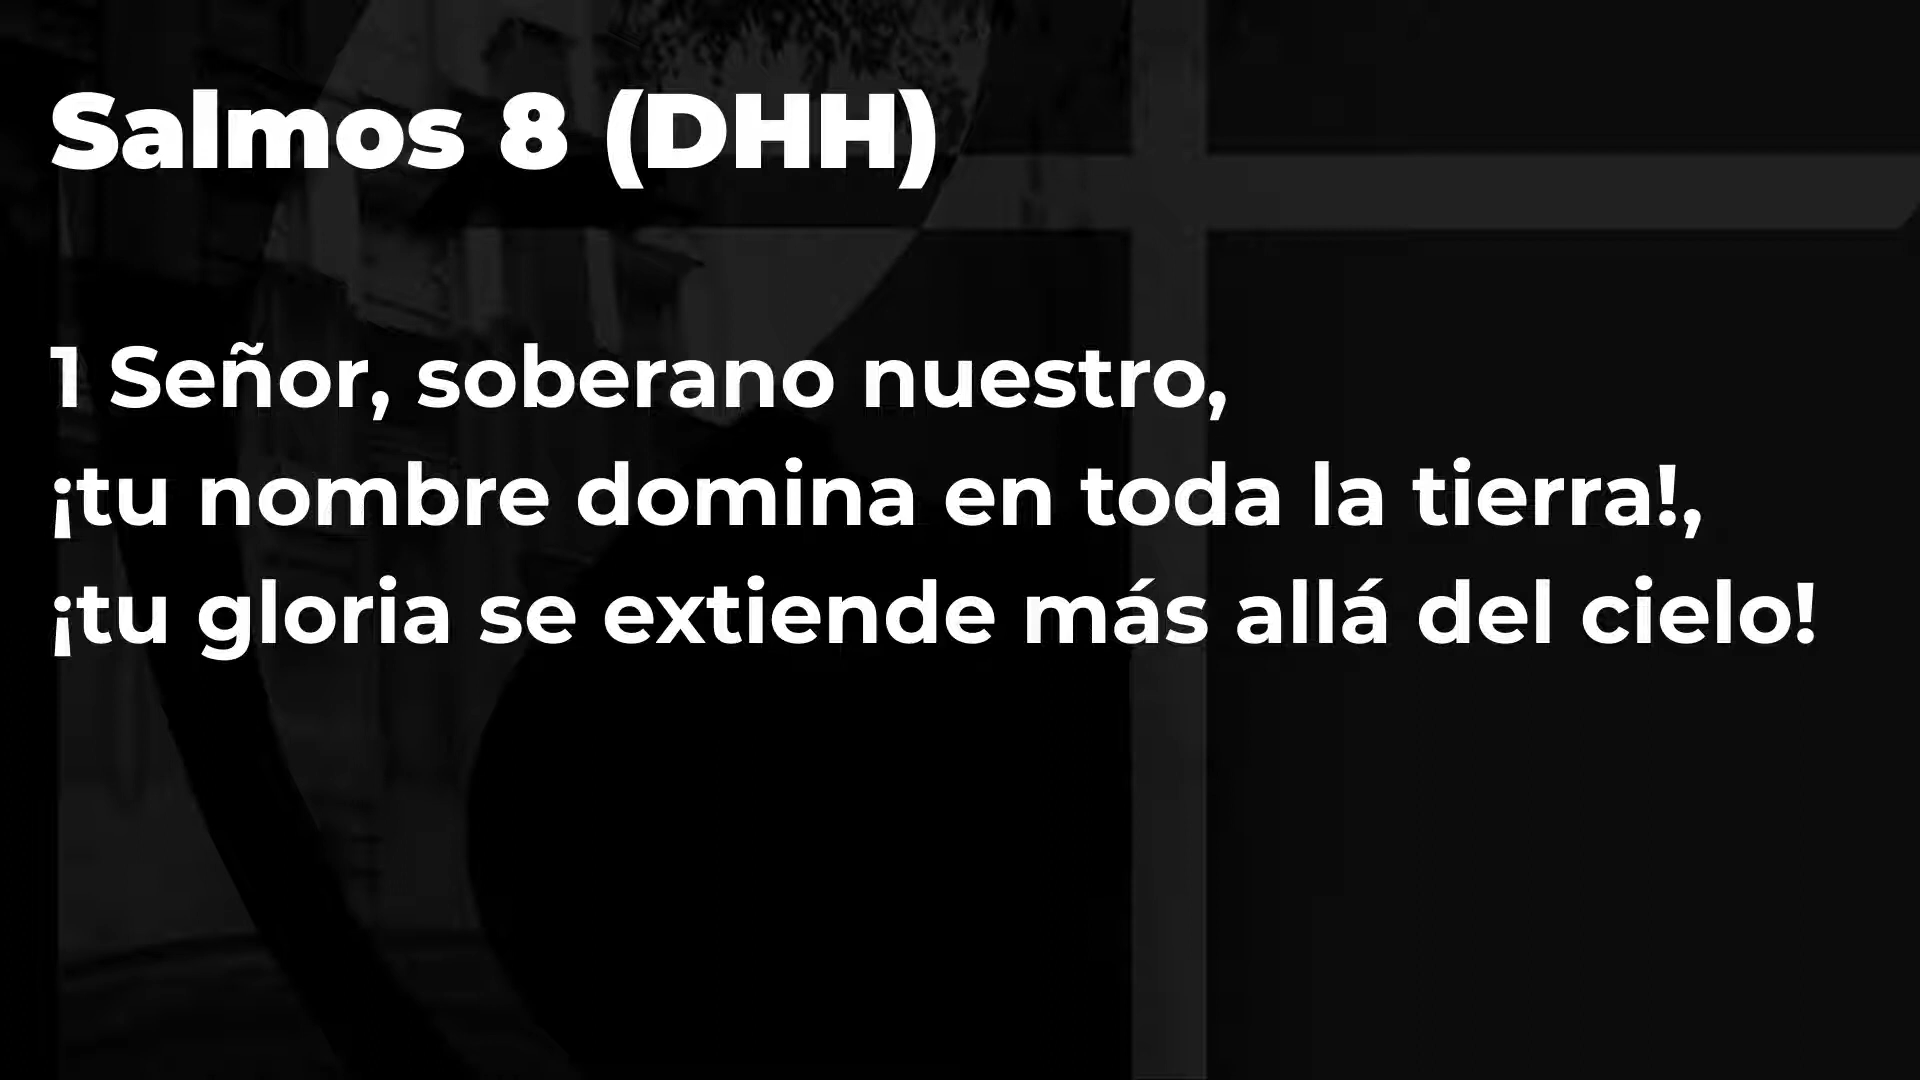 Salmos 8 (DHH)
1 Señor, soberano nuestro,
¡tu nombre domina en toda la tierra!,
¡tu gloria se extiende más allá del cielo!